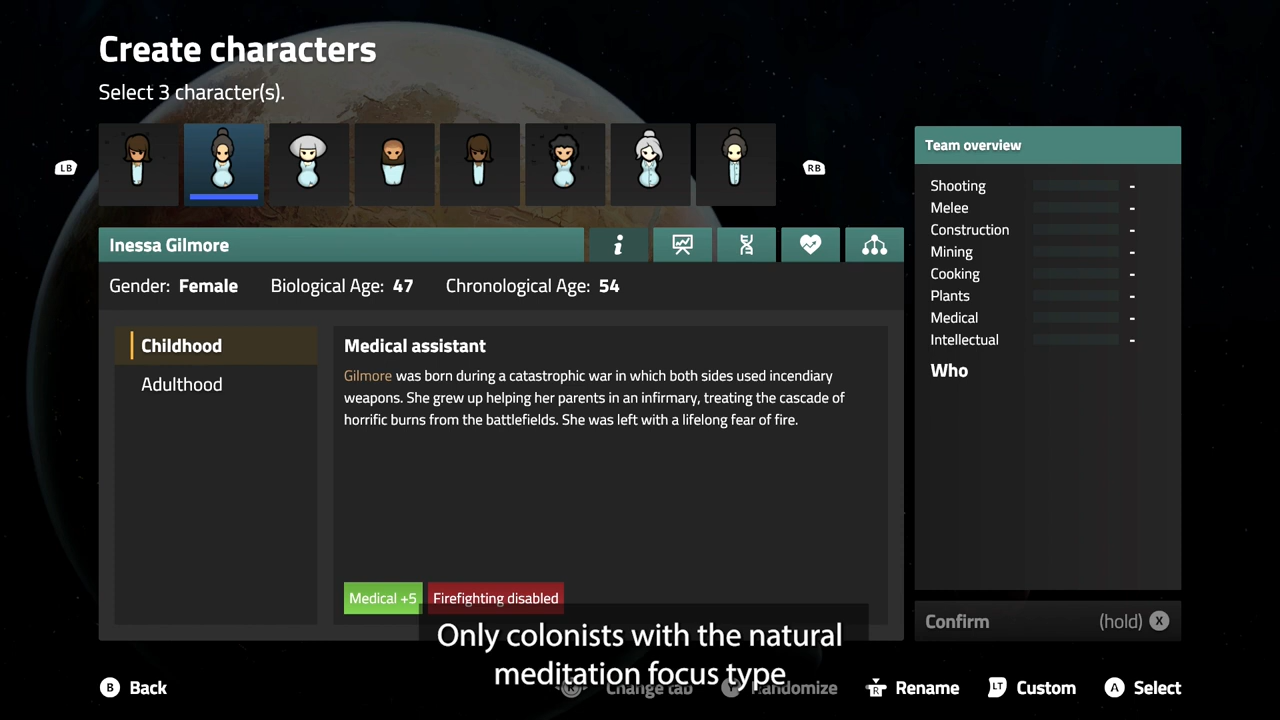 Create characters
Select 3 character(s).
LB
RB
Inessa Gilmore
Gender: Female Biological Age: 47 Chronological Age: 54
Childhood
Adulthood
Medical assistant
Gilmore was born during a catastrophic war in which both sides used incendiary
weapons. She grew up helping her parents in an infirmary, treating the cascade of
horrific burns from the battlefields. She was left with a lifelong fear of fire.
Medical +5 Firefighting disabled
Team overview
Shooting -
Melee -
Construction -
Mining -
Cooking -
Plants -
Medical -
Intellectual -
Who
Confirm (hold) X
Only colonists with the natural
meditation focus type
B Back R Change tab Y Randomize R Rename LT Custom A Select